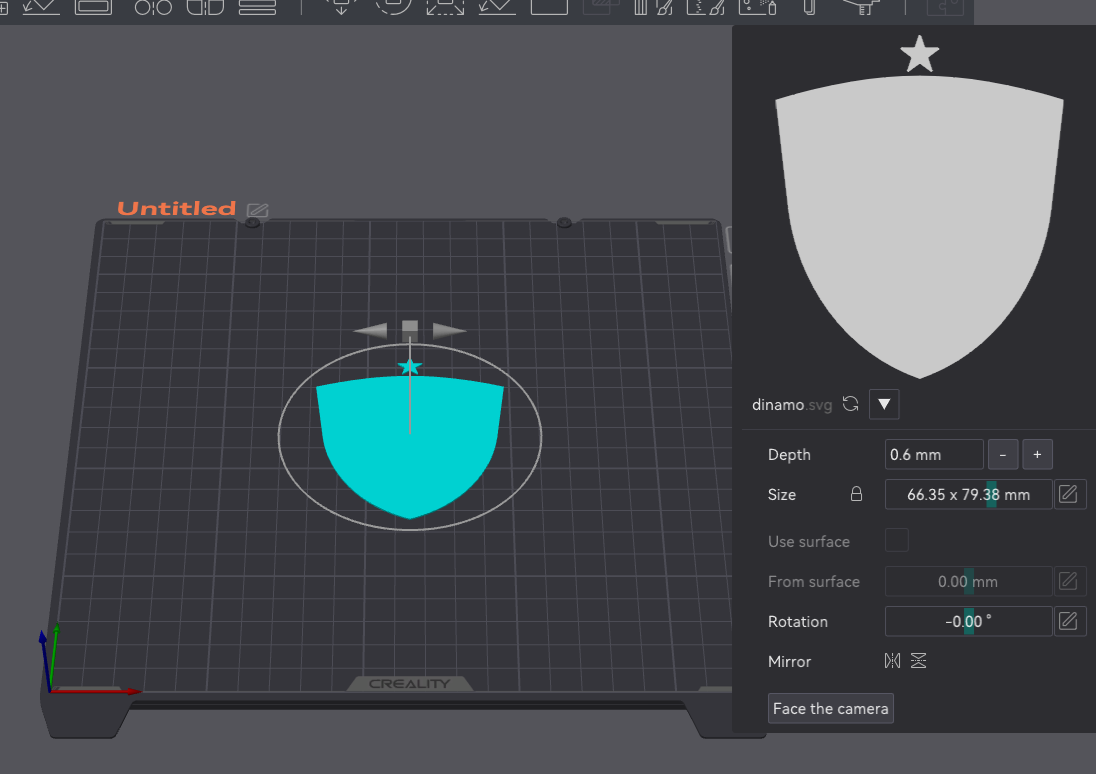 Untitled
dinamo.svg
Depth 0.6 mm - +
Size 66.35 x 79.38 mm
Use surface
From surface 0.00 mm
Rotation -0.00 °
Mirror
Face the camera
CREALITY